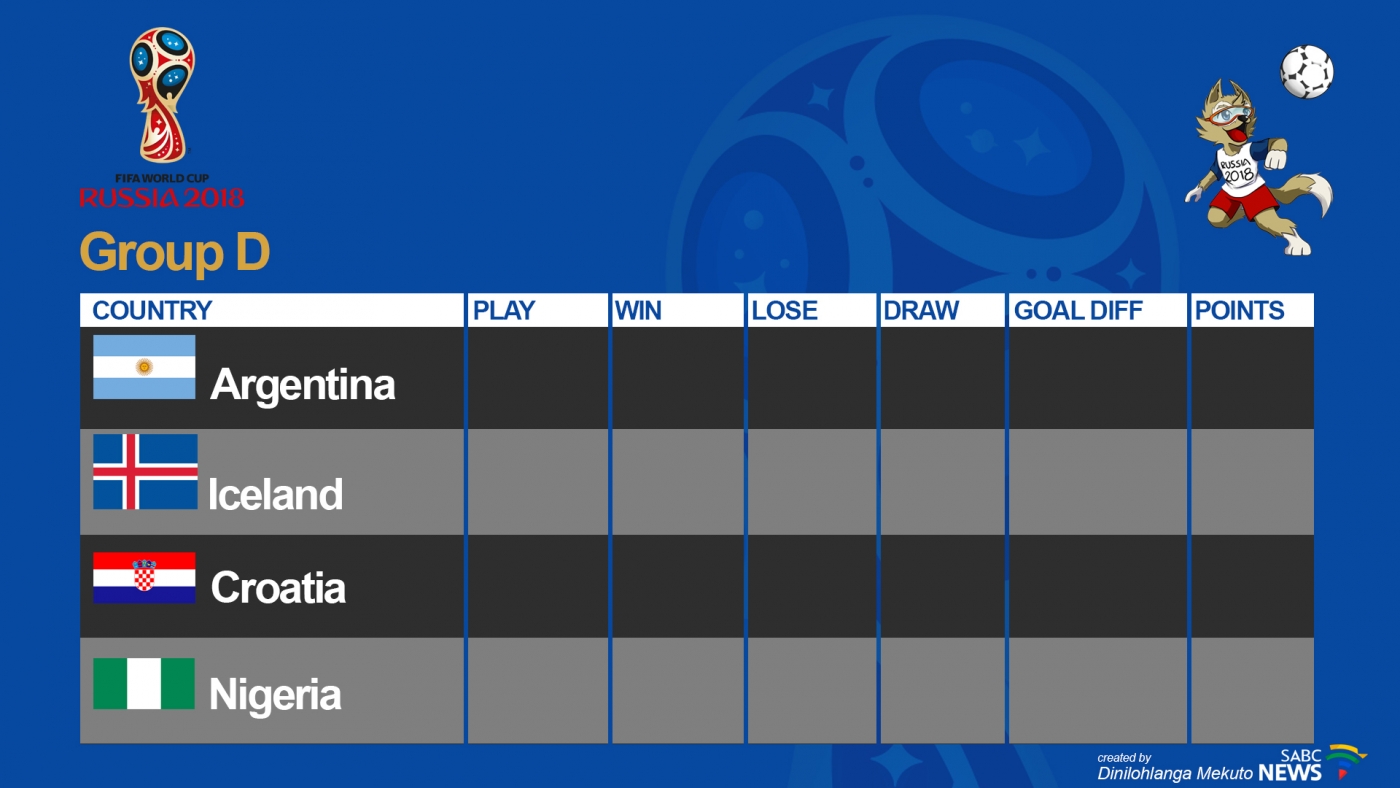 FIFA WORLD CUP
RUSSIA 2018
RUSSIA
2018
Group D
COUNTRY PLAY WIN LOSE DRAW GOAL DIFF POINTS
Argentina
Iceland
Croatia
Nigeria
created by
Dinilohlanga Mekuto
SABC
NEWS